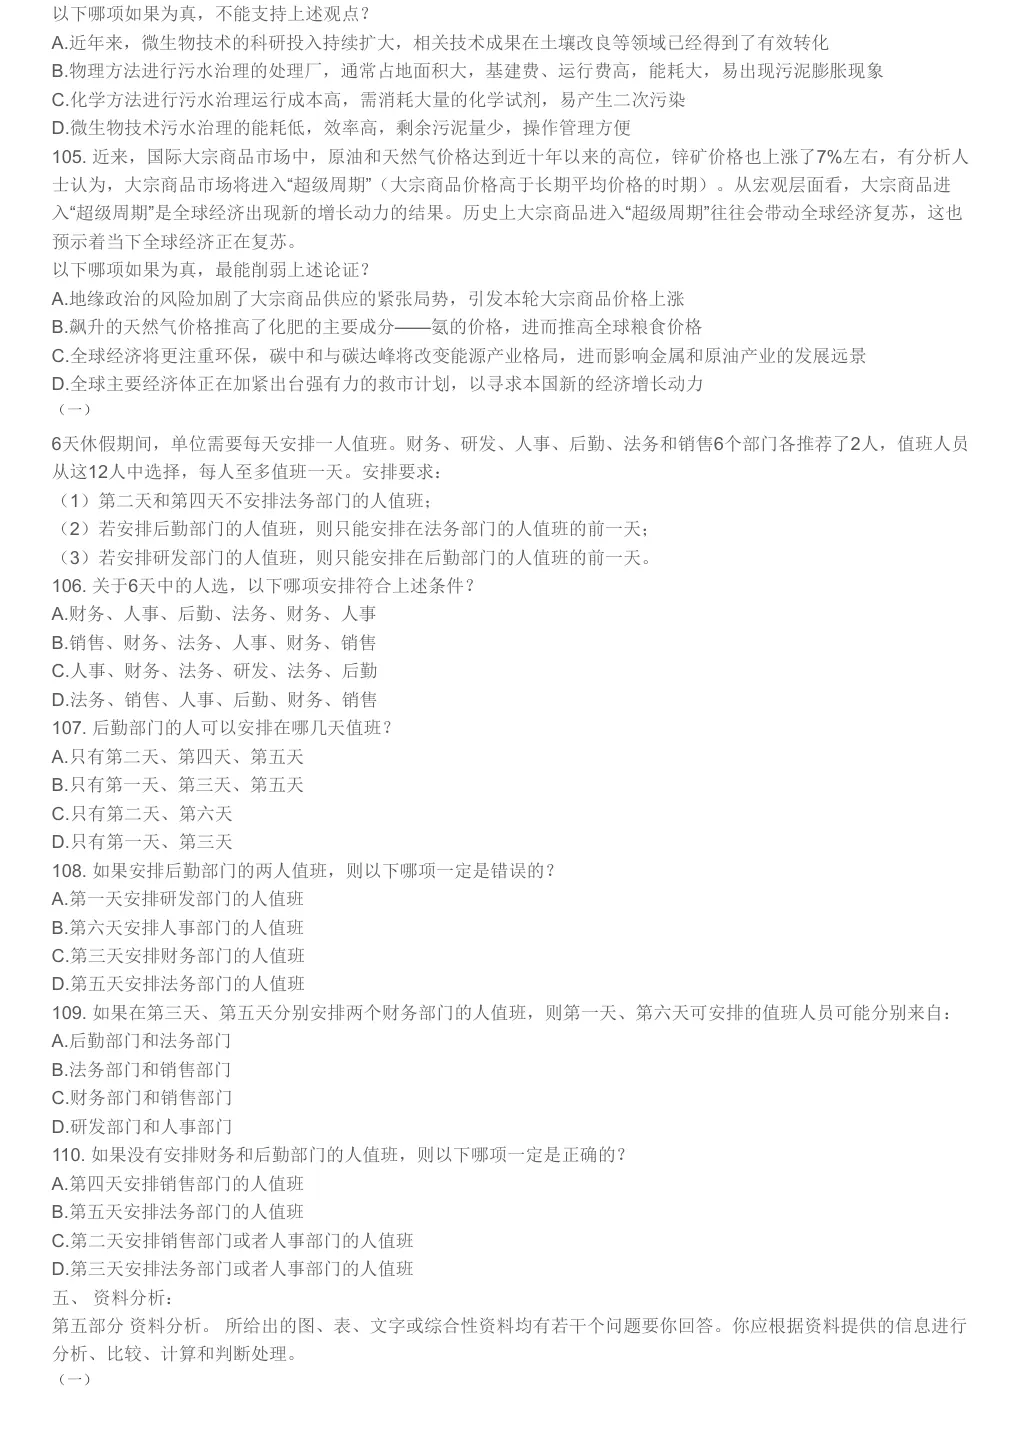 以下哪项如果为真，不能支持上述观点？
A.近年来，微生物技术的科研投入持续扩大，相关技术成果在土壤改良等领域已经得到了有效转化
B.物理方法进行污水治理的处理厂，通常占地面积大，基建费、运行费高，能耗大，易出现污泥膨胀现象
C.化学方法进行污水治理运行成本高，需消耗大量的化学试剂，易产生二次污染
D.微生物技术污水治理的能耗低，效率高，剩余污泥量少，操作管理方便
105. 近来，国际大宗商品市场中，原油和天然气价格达到近十年以来的高位，锌矿价格也上涨了7%左右，有分析人
士认为，大宗商品市场将进入“超级周期”（大宗商品价格高于长期平均价格的时期）。从宏观层面看，大宗商品进
入“超级周期”是全球经济出现新的增长动力的结果。历史上大宗商品进入“超级周期”往往会带动全球经济复苏，这也
预示着当下全球经济正在复苏。
以下哪项如果为真，最能削弱上述论证？
A.地缘政治的风险加剧了大宗商品供应的紧张局势，引发本轮大宗商品价格上涨
B.飙升的天然气价格推高了化肥的主要成分——氨的价格，进而推高全球粮食价格
C.全球经济将更注重环保，碳中和与碳达峰将改变能源产业格局，进而影响金属和原油产业的发展远景
D.全球主要经济体正在加紧出台强有力的救市计划，以寻求本国新的经济增长动力
（一）
6天休假期间，单位需要每天安排一人值班。财务、研发、人事、后勤、法务和销售6个部门各推荐了2人，值班人员
从这12人中选择，每人至多值班一天。安排要求：
（1）第二天和第四天不安排法务部门的人值班；
（2）若安排后勤部门的人值班，则只能安排在法务部门的人值班的前一天；
（3）若安排研发部门的人值班，则只能安排在后勤部门的人值班的前一天。
106. 关于6天中的人选，以下哪项安排符合上述条件？
A.财务、人事、后勤、法务、财务、人事
B.销售、财务、法务、人事、财务、销售
C.人事、财务、法务、研发、法务、后勤
D.法务、销售、人事、后勤、财务、销售
107. 后勤部门的人可以安排在哪几天值班？
A.只有第二天、第四天、第五天
B.只有第一天、第三天、第五天
C.只有第二天、第六天
D.只有第一天、第三天
108. 如果安排后勤部门的两人值班，则以下哪项一定是错误的？
A.第一天安排研发部门的人值班
B.第六天安排人事部门的人值班
C.第三天安排财务部门的人值班
D.第五天安排法务部门的人值班
109. 如果在第三天、第五天分别安排两个财务部门的人值班，则第一天、第六天可安排的值班人员可能分别来自：
A.后勤部门和法务部门
B.法务部门和销售部门
C.财务部门和销售部门
D.研发部门和人事部门
110. 如果没有安排财务和后勤部门的人值班，则以下哪项一定是正确的？
A.第四天安排销售部门的人值班
B.第五天安排法务部门的人值班
C.第二天安排销售部门或者人事部门的人值班
D.第三天安排法务部门或者人事部门的人值班
五、 资料分析：
第五部分 资料分析。 所给出的图、表、文字或综合性资料均有若干个问题要你回答。你应根据资料提供的信息进行
分析、比较、计算和判断处理。
（一）